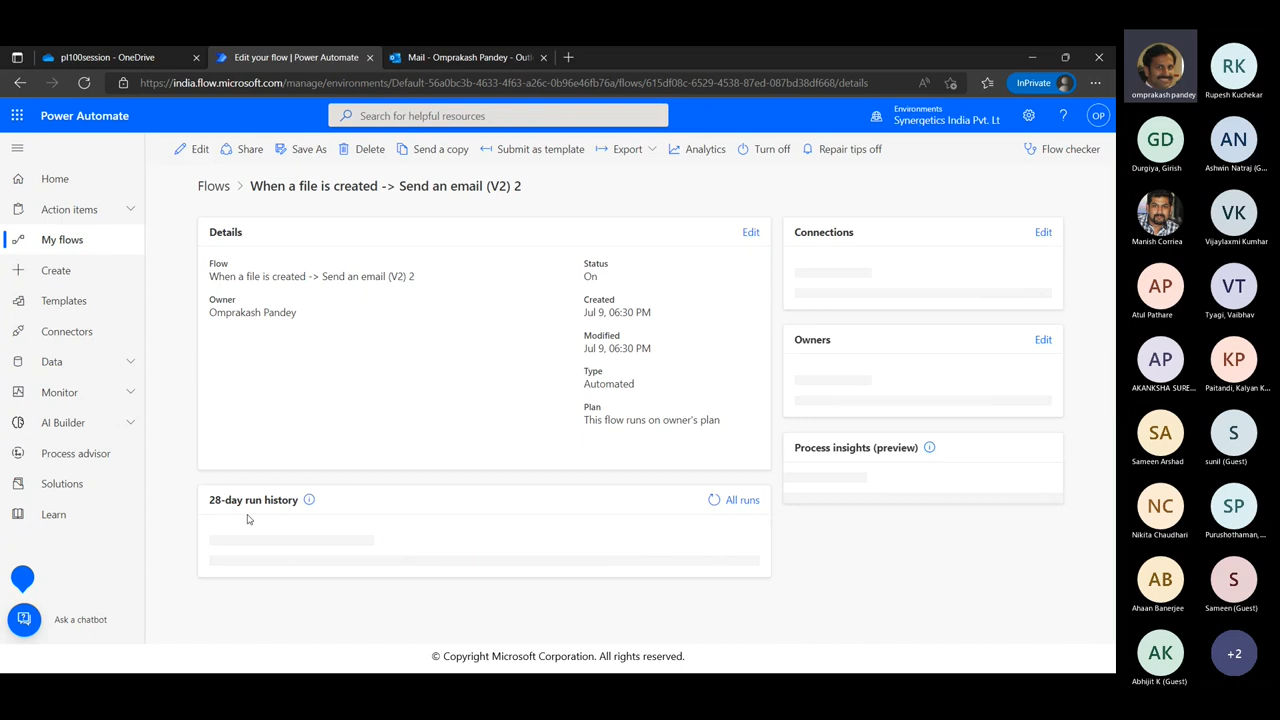 pl100session - OneDrive
Edit your flow | Power Automate
Mail - Omprakash Pandey - Outl
https://india.flow.microsoft.com/manage/environments/Default-56a0bc3b-4633-4f63-a26c-0b96e46fb76a/flows/615df08c-6529-4538-87ed-087bd38df668/details
InPrivate
Power Automate
Search for helpful resources
Environments
Synergetics India Pvt. Lt
OP
Edit
Share
Save As
Delete
Send a copy
Submit as template
Export
Analytics
Turn off
Repair tips off
Flow checker
Home
Action items
My flows
Create
Templates
Connectors
Data
Monitor
AI Builder
Process advisor
Solutions
Learn
Ask a chatbot
Flows > When a file is created -> Send an email (V2) 2
Details
Edit
Flow
When a file is created -> Send an email (V2) 2
Owner
Omprakash Pandey
Status
On
Created
Jul 9, 06:30 PM
Modified
Jul 9, 06:30 PM
Type
Automated
Plan
This flow runs on owner's plan
28-day run history
All runs
Connections
Edit
Owners
Edit
Process insights (preview)
© Copyright Microsoft Corporation. All rights reserved.
omprakash pandey
RK
Rupesh Kuchekar
GD
Durgiya, Girish
AN
Ashwin Natraj (G...
Manish Corriea
VK
Vijaylaxmi Kumhar
AP
Atul Pathare
VT
Tyagi, Vaibhav
AP
AKANKSHA SURE...
KP
Paitandi, Kalyan K...
SA
Sameen Arshad
S
sunil (Guest)
NC
Nikita Chaudhari
SP
Purushothaman,...
AB
Ahaan Banerjee
S
Sameen (Guest)
AK
Abhijit K (Guest)
+2